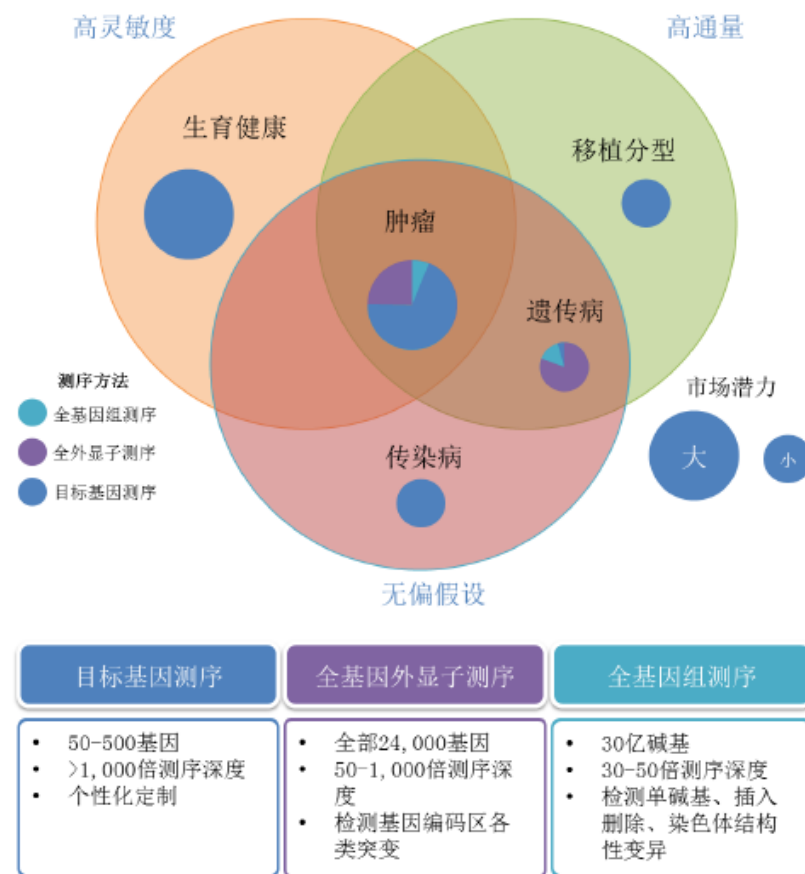 高灵敏度
高通量
生育健康
移植分型
肿瘤
遗传病
测序方法
全基因组测序
全外显子测序
目标基因测序
市场潜力
大
小
传染病
无偏假设
目标基因测序
• 50-500基因
• >1,000倍测序深度
• 个性化定制
全基因外显子测序
• 全部24,000基因
• 50-1,000倍测序深
度
• 检测基因编码区各
类突变
全基因组测序
• 30亿碱基
• 30-50倍测序深度
• 检测单碱基、插入
删除、染色体结构
性变异